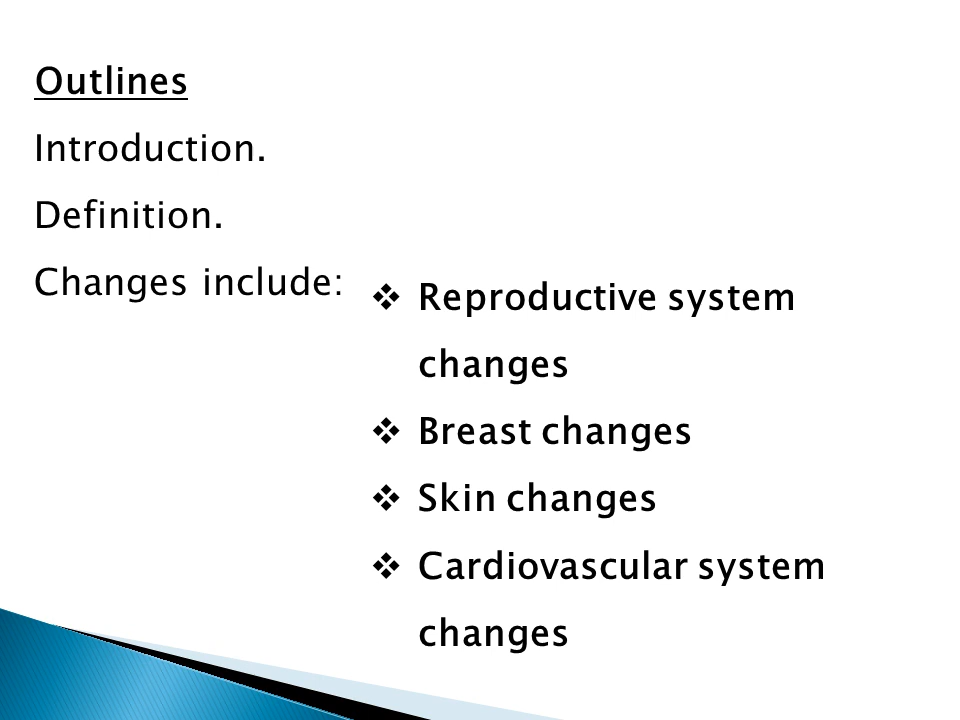 Outlines
Introduction.
Definition.
Changes include:
❖ Reproductive system
changes
❖ Breast changes
❖ Skin changes
❖ Cardiovascular system
changes